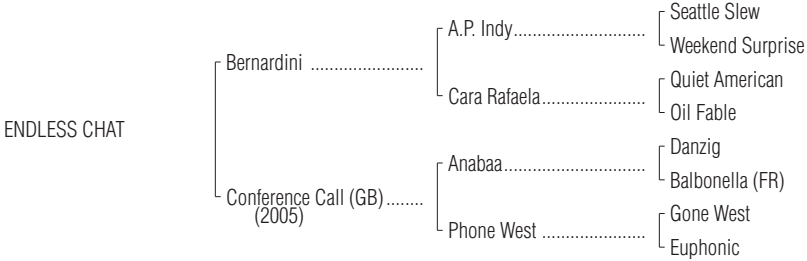 Seattle Slew
A.P. Indy............................
Weekend Surprise
Bernardini ........................
Quiet American
Cara Rafaela......................
Oil Fable
ENDLESS CHAT
Danzig
Anabaa..............................
Balbonella (FR)
Conference Call (GB)........
(2005)
Gone West
Phone West ......................
Euphonic